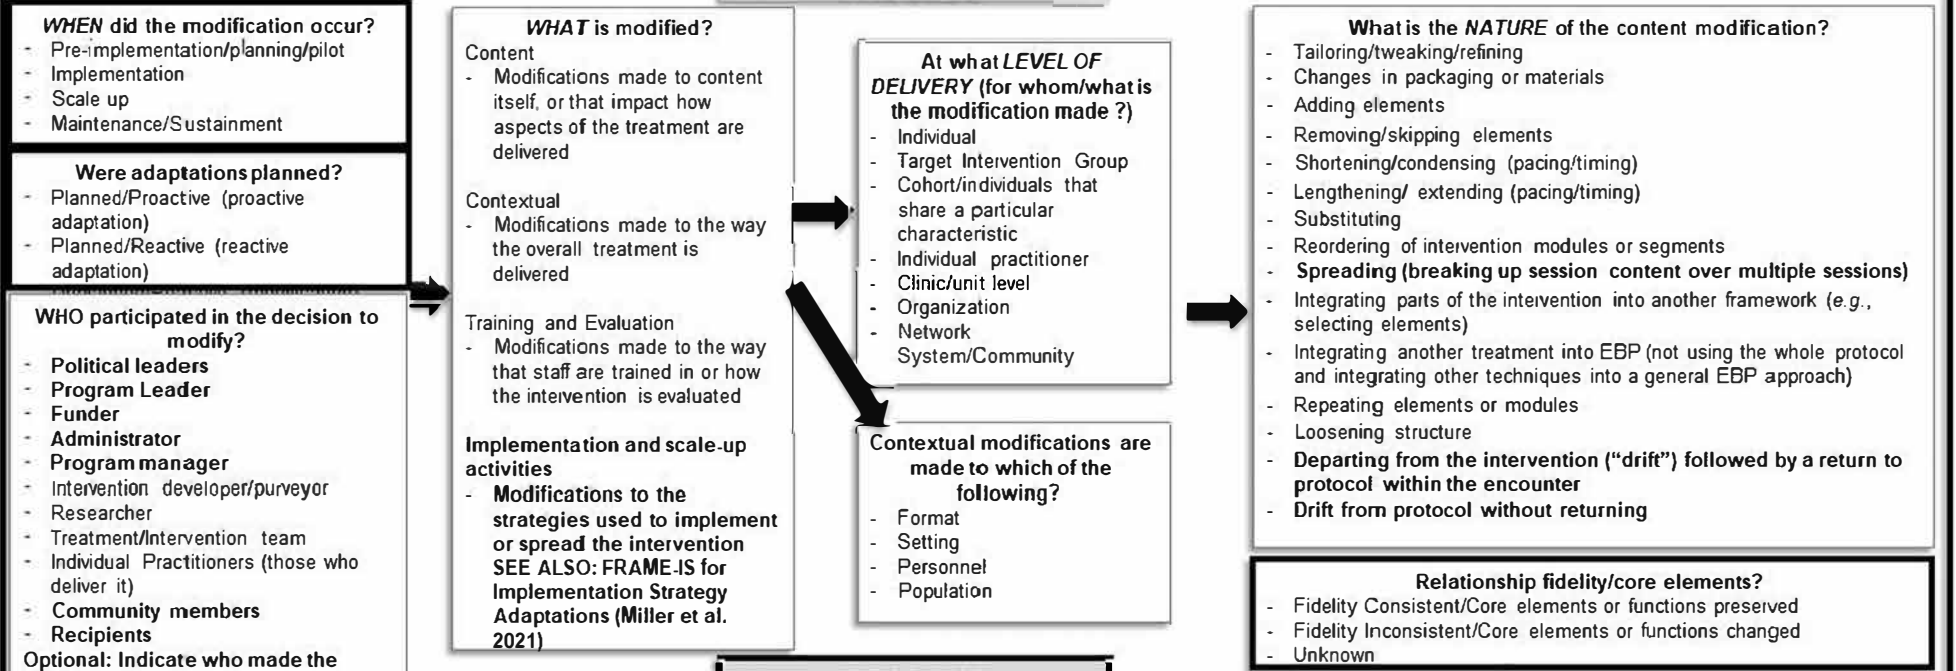 WHEN did the modification occur?
- Pre-implementation/planning/pilot
- Implementation
- Scale up
- Maintenance/Sustainment
Were adaptations planned?
- Planned/Proactive (proactive
adaptation)
- Planned/Reactive (reactive
adaptation)
WHO participated in the decision to
modify?
- Political leaders
- Program Leader
- Funder
- Administrator
- Program manager
- Intervention developer/purveyor
- Researcher
- Treatment/Intervention team
- Individual Practitioners (those who
deliver it)
- Community members
- Recipients
Optional: Indicate who made the
WHAT is modified?
Content
- Modifications made to content
itself, or that impact how
aspects of the treatment are
delivered
Contextual
- Modifications made to the way
the overall treatment is
delivered
Training and Evaluation
- Modifications made to the way
that staff are trained in or how
the intervention is evaluated
Implementation and scale-up
activities
- Modifications to the
strategies used to implement
or spread the intervention
SEE ALSO: FRAME-IS for
Implementation Strategy
Adaptations (Miller et al.
2021)
At what LEVEL OF
DELIVERY (for whom/what is
the modification made ?)
- Individual
- Target Intervention Group
- Cohort/individuals that
share a particular
characteristic
- Individual practitioner
- Clinic/unit level
- Organization
- Network
System/Community
Contextual modifications are
made to which of the
following?
- Format
- Setting
- Personnel
- Population
What is the NATURE of the content modification?
- Tailoring/tweaking/refining
- Changes in packaging or materials
- Adding elements
- Removing/skipping elements
- Shortening/condensing (pacing/timing)
- Lengthening/ extending (pacing/timing)
- Substituting
- Reordering of intervention modules or segments
- Spreading (breaking up session content over multiple sessions)
- Integrating parts of the intervention into another framework (e.g.,
selecting elements)
- Integrating another treatment into EBP (not using the whole protocol
and integrating other techniques into a general EBP approach)
- Repeating elements or modules
- Loosening structure
- Departing from the intervention (“drift”) followed by a return to
protocol within the encounter
- Drift from protocol without returning
Relationship fidelity/core elements?
- Fidelity Consistent/Core elements or functions preserved
- Fidelity Inconsistent/Core elements or functions changed
- Unknown